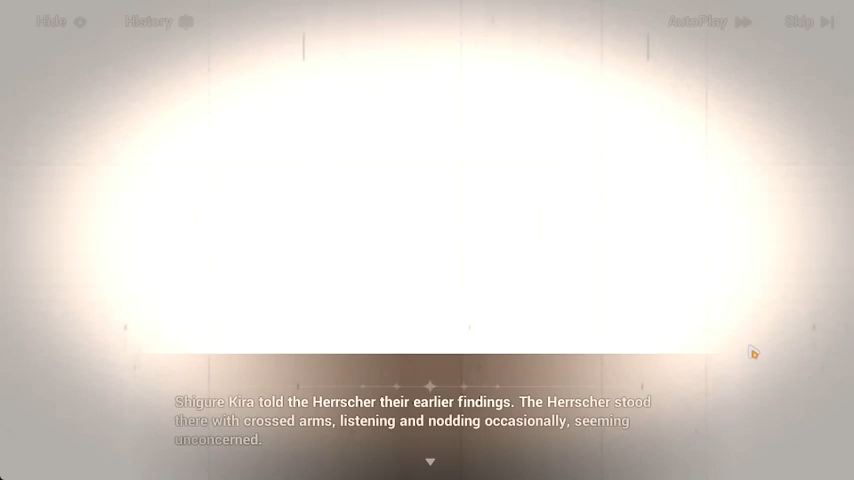 Hide
History
AutoPlay
Skip
Shigure Kira told the Herrscher their earlier findings. The Herrscher stood
there with crossed arms, listening and nodding occasionally, seeming
unconcerned.